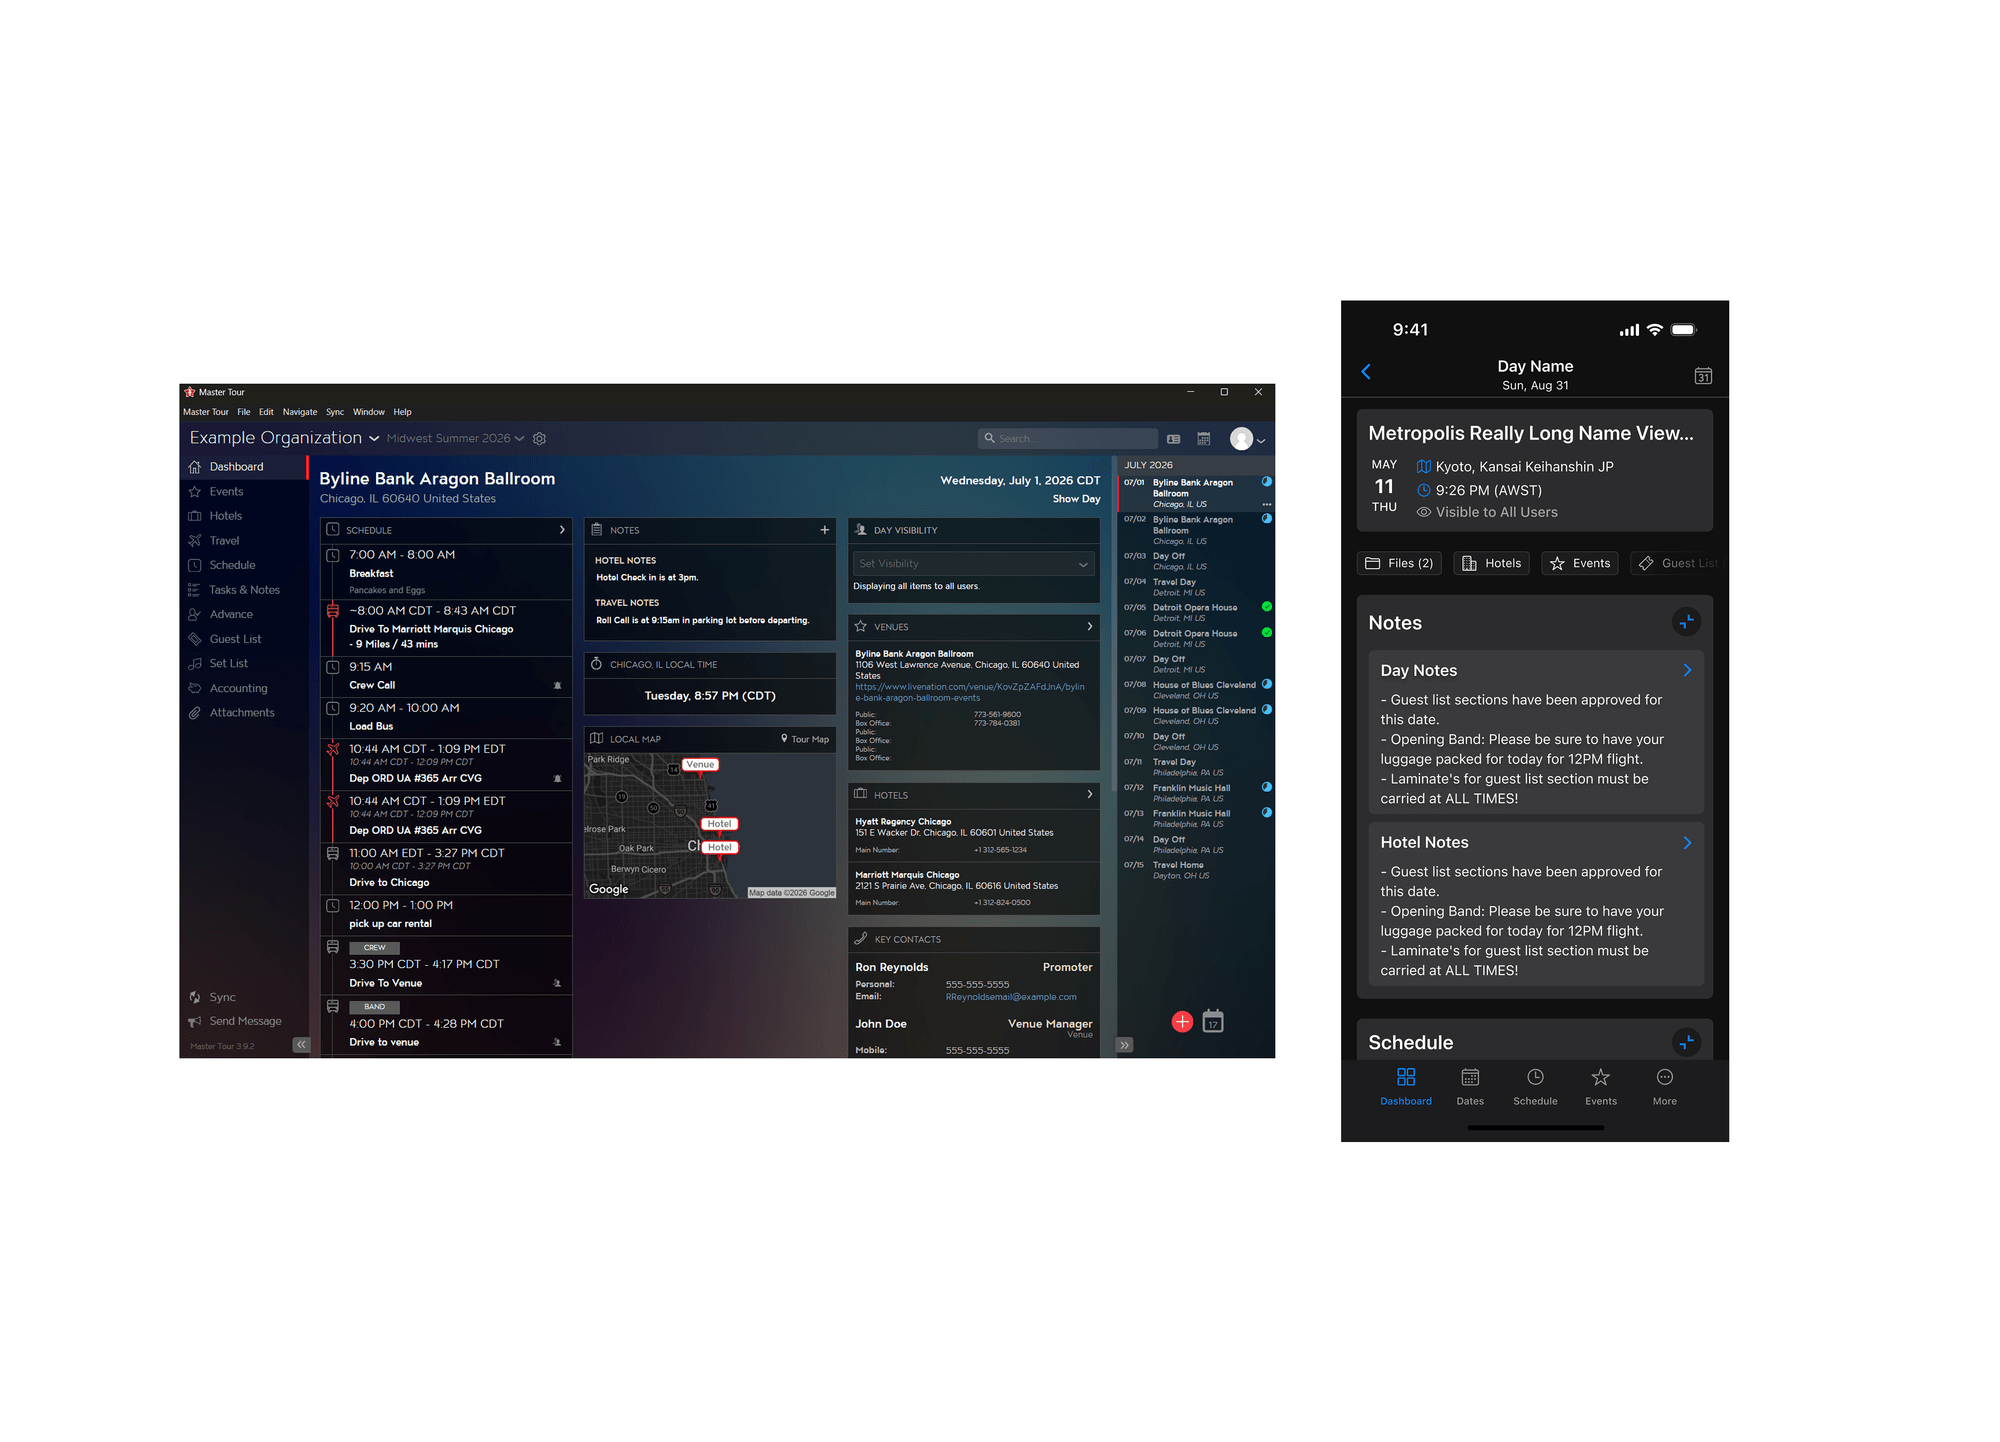 Master Tour
Master Tour File Edit Navigate Sync Window Help
Example Organization
Midwest Summer 2026
Search...
Dashboard
Events
Hotels
Travel
Schedule
Tasks & Notes
Advance
Guest List
Set List
Accounting
Attachments
Sync
Send Message
Master Tour 3.9.2
Byline Bank Aragon Ballroom
Chicago, IL 60640 United States
Wednesday, July 1, 2026 CDT
Show Day
SCHEDULE
7:00 AM - 8:00 AM
Breakfast
Pancakes and Eggs
~8:00 AM CDT - 8:43 AM CDT
Drive To Marriott Marquis Chicago
- 9 Miles / 43 mins
9:15 AM
Crew Call
9:20 AM - 10:00 AM
Load Bus
10:44 AM CDT - 1:09 PM EDT
10:44 AM CDT - 12:09 PM CDT
Dep ORD UA #365 Arr CVG
10:44 AM CDT - 1:09 PM EDT
10:44 AM CDT - 12:09 PM CDT
Dep ORD UA #365 Arr CVG
11:00 AM EDT - 3:27 PM CDT
10:00 AM CDT - 3:27 PM CDT
Drive to Chicago
12:00 PM - 1:00 PM
pick up car rental
CREW
3:30 PM CDT - 4:17 PM CDT
Drive To Venue
BAND
4:00 PM CDT - 4:28 PM CDT
Drive to venue
NOTES
HOTEL NOTES
Hotel Check in is at 3pm.
TRAVEL NOTES
Roll Call is at 9:15am in parking lot before departing.
CHICAGO, IL LOCAL TIME
Tuesday, 8:57 PM (CDT)
LOCAL MAP
Tour Map
Park Ridge
14
Venue
19
50
41
Hotel
elrose Park
Oak Park
Ch
Hotel
Berwyn Cicero
Google
Map data ©2026 Google
DAY VISIBILITY
Set Visibility
Displaying all items to all users.
VENUES
Byline Bank Aragon Ballroom
1106 West Lawrence Avenue, Chicago, IL 60640 United
States
https://www.livenation.com/venue/KovZpZAFdJnA/bylin
e-bank-aragon-ballroom-events
Public: 773-561-9600
Box Office: 773-784-0381
Public:
Box Office:
Public:
Box Office:
HOTELS
Hyatt Regency Chicago
151 E Wacker Dr, Chicago, IL 60601 United States
Main Number: +1 312-565-1234
Marriott Marquis Chicago
2121 S Prairie Ave, Chicago, IL 60616 United States
Main Number: +1 312-824-0500
KEY CONTACTS
Ron Reynolds Promoter
Personal: 555-555-5555
Email: RReynoldsemail@example.com
John Doe Venue Manager
Venue
Mobile: 555-555-5555
JULY 2026
07/01 Byline Bank Aragon
Ballroom
Chicago, IL US
07/02 Byline Bank Aragon
Ballroom
Chicago, IL US
07/03 Day Off
Chicago, IL US
07/04 Travel Day
Detroit, MI US
07/05 Detroit Opera House
Detroit, MI US
07/06 Detroit Opera House
Detroit, MI US
07/07 Day Off
Detroit, MI US
07/08 House of Blues Cleveland
Cleveland, OH US
07/09 House of Blues Cleveland
Cleveland, OH US
07/10 Day Off
Cleveland, OH US
07/11 Travel Day
Philadelphia, PA US
07/12 Franklin Music Hall
Philadelphia, PA US
07/13 Franklin Music Hall
Philadelphia, PA US
07/14 Day Off
Philadelphia, PA US
07/15 Travel Home
Dayton, OH US
17
9:41
Day Name
Sun, Aug 31
31
Metropolis Really Long Name View...
MAY
11
THU
Kyoto, Kansai Keihanshin JP
9:26 PM (AWST)
Visible to All Users
Files (2)
Hotels
Events
Guest List
Notes
Day Notes
- Guest list sections have been approved for
this date.
- Opening Band: Please be sure to have your
luggage packed for today for 12PM flight.
- Laminate's for guest list section must be
carried at ALL TIMES!
Hotel Notes
- Guest list sections have been approved for
this date.
- Opening Band: Please be sure to have your
luggage packed for today for 12PM flight.
- Laminate's for guest list section must be
carried at ALL TIMES!
Schedule
Dashboard
Dates
Schedule
Events
More